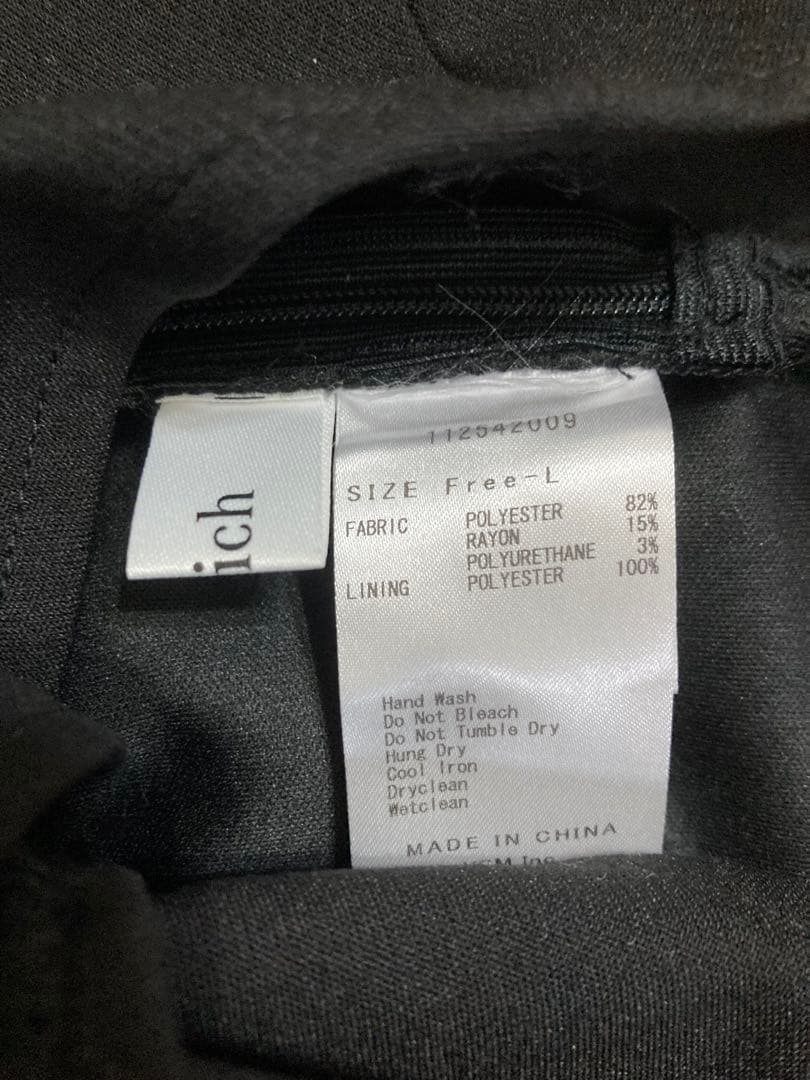 ich
112542009
SIZE Free-L
FABRIC POLYESTER 82%
RAYON 15%
POLYURETHANE 3%
LINING POLYESTER 100%
Hand Wash
Do Not Bleach
Do Not Tumble Dry
Hung Dry
Cool Iron
Dryclean
Wetclean
MADE IN CHINA
Inc